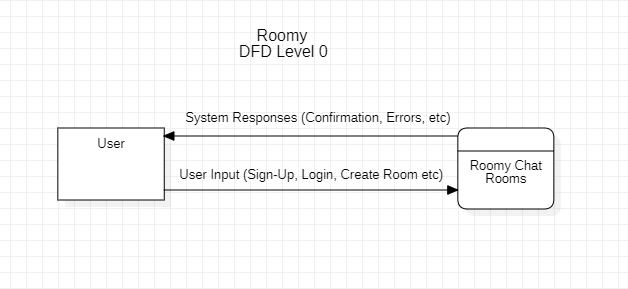 Roomy
DFD Level 0
System Responses (Confirmation, Errors, etc)
User
User Input (Sign-Up, Login, Create Room etc)
Roomy Chat
Rooms